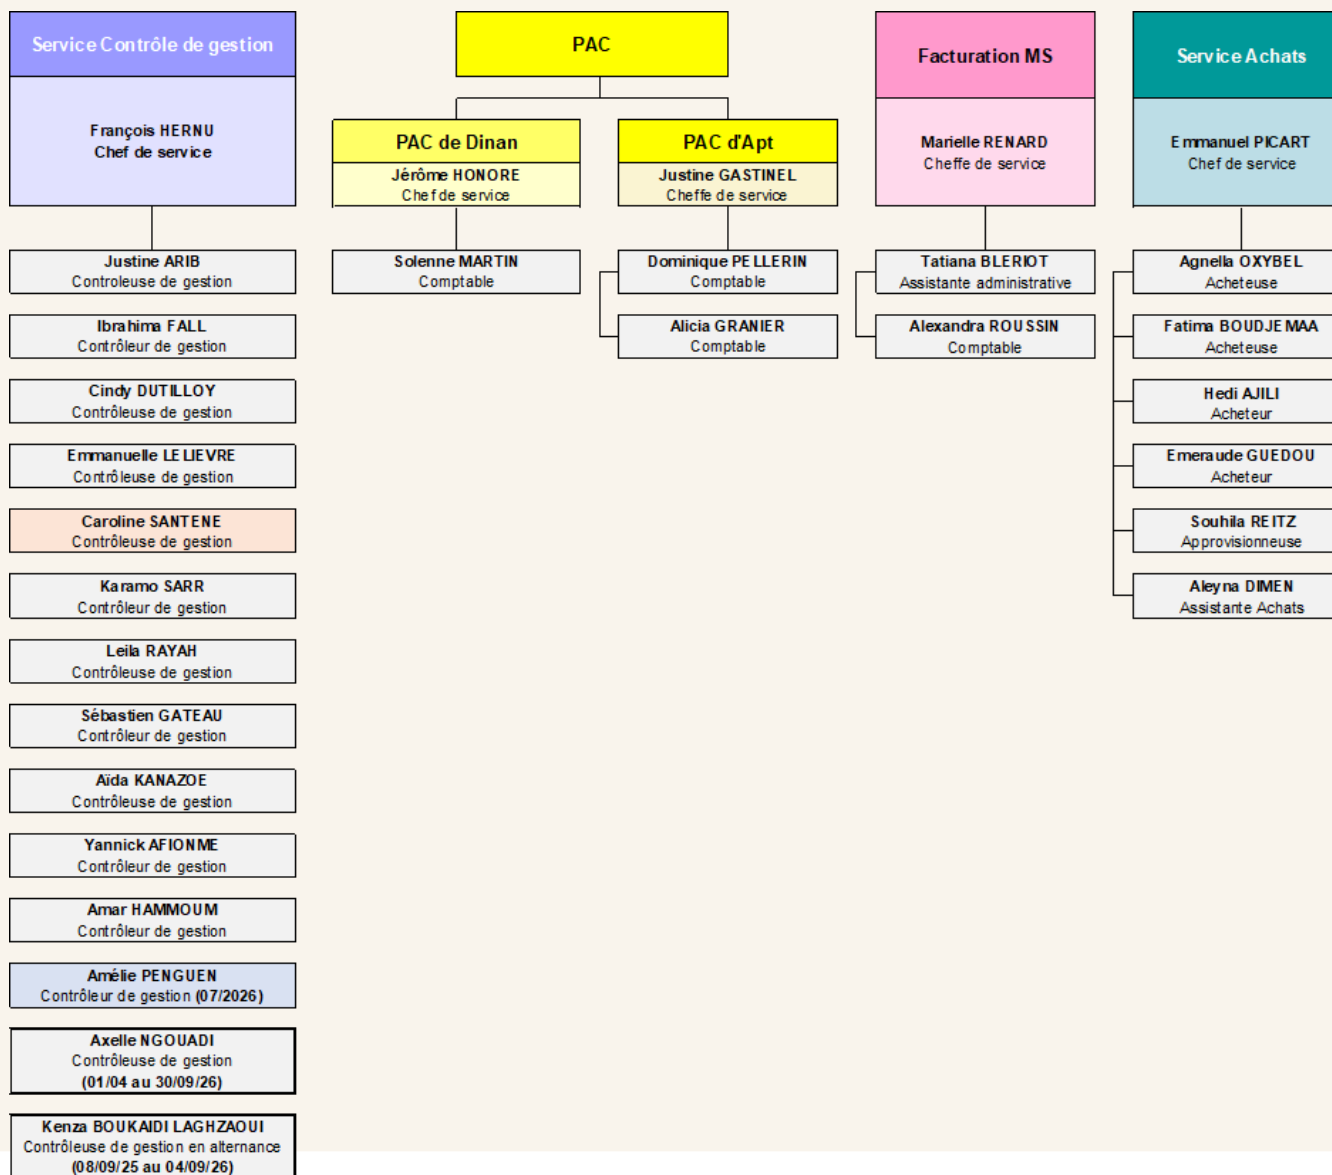 Service Contrôle de gestion
François HERNU
Chef de service
Justine ARIB
Controleuse de gestion
Ibrahima FALL
Contrôleur de gestion
Cindy DUTILLOY
Contrôleuse de gestion
Emmanuelle LELIEVRE
Contrôleuse de gestion
Caroline SANTENE
Contrôleuse de gestion
Karamo SARR
Contrôleur de gestion
Leila RAYAH
Contrôleuse de gestion
Sébastien GATEAU
Contrôleur de gestion
Aïda KANAZOE
Contrôleuse de gestion
Yannick AFIONME
Contrôleur de gestion
Amar HAMMOUM
Contrôleur de gestion
Amélie PENGUEN
Contrôleur de gestion (07/2026)
Axelle NGOUADI
Contrôleuse de gestion
(01/04 au 30/09/26)
Kenza BOUKAIDI LAGHZAOUI
Contrôleuse de gestion en alternance
(08/09/25 au 04/09/26)
PAC
PAC de Dinan
Jérôme HONORE
Chef de service
Solenne MARTIN
Comptable
PAC d'Apt
Justine GASTINEL
Cheffe de service
Dominique PELLERIN
Comptable
Alicia GRANIER
Comptable
Facturation MS
Marielle RENARD
Cheffe de service
Tatiana BLERIOT
Assistante administrative
Alexandra ROUSSIN
Comptable
Service Achats
Emmanuel PICART
Chef de service
Agnella OXYBEL
Acheteuse
Fatima BOUDJEMAA
Acheteuse
Hedi AJILI
Acheteur
Emeraude GUEDOU
Acheteur
Souhila REITZ
Approvisionneuse
Aleyna DIMEN
Assistante Achats